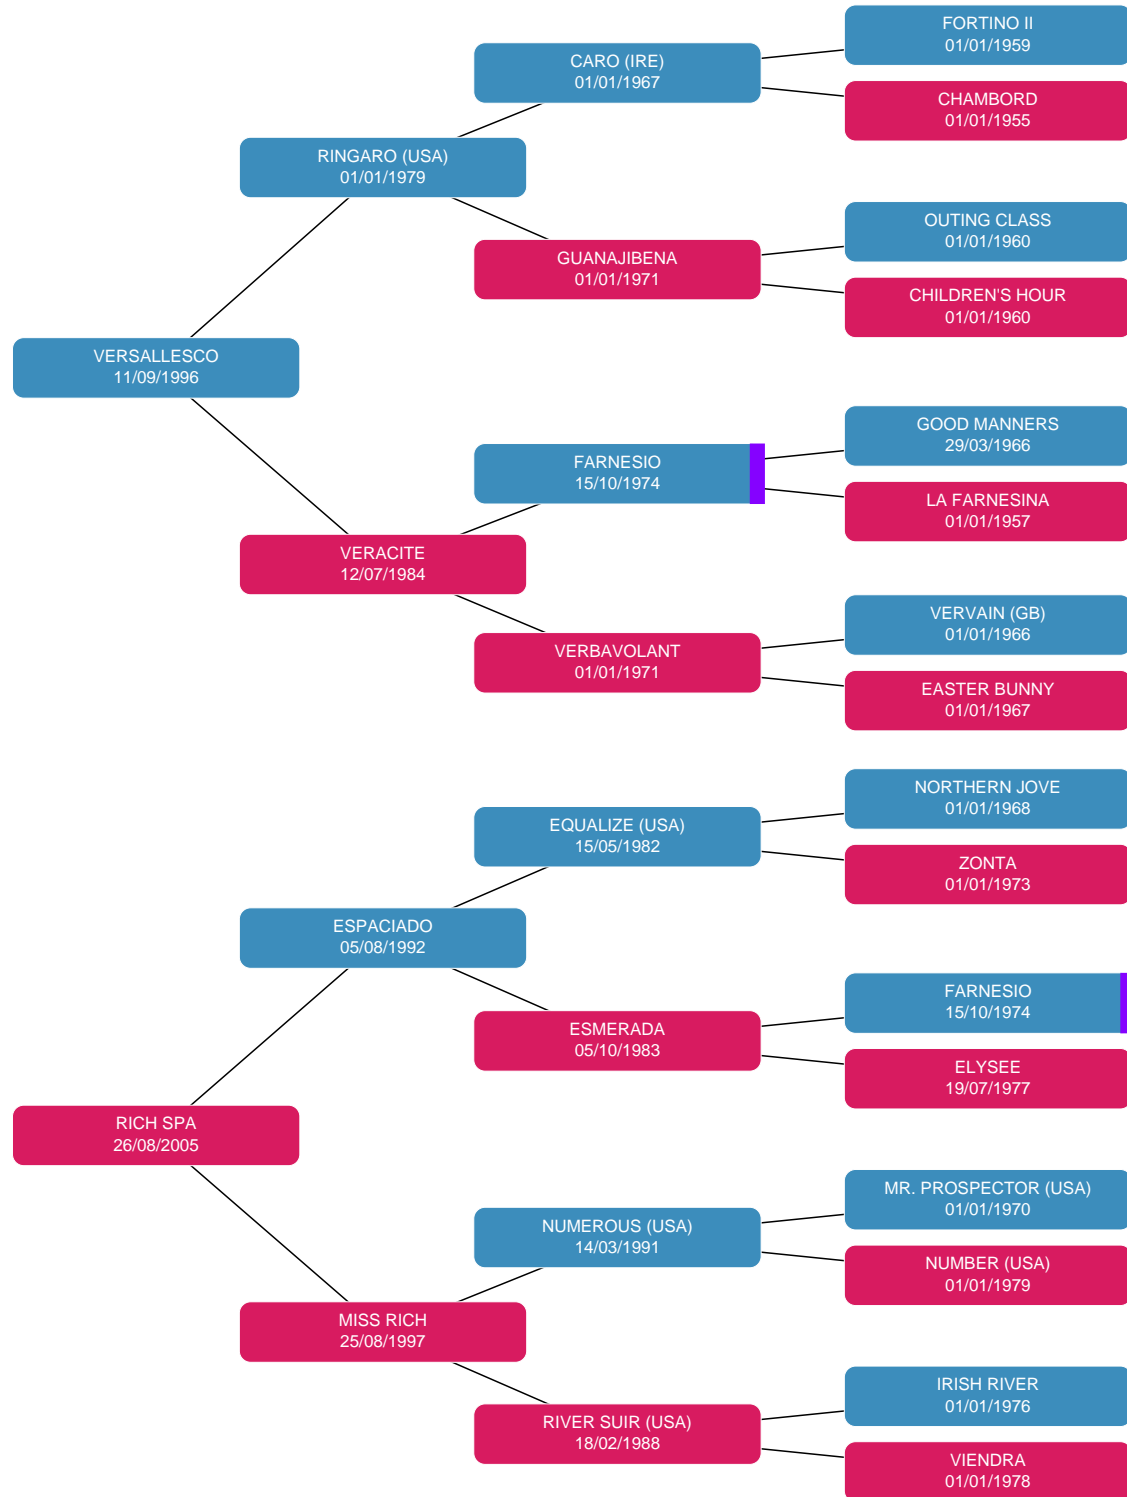 FORTINO II
01/01/1959
CARO (IRE)
01/01/1967
CHAMBORD
01/01/1955
RINGARO (USA)
01/01/1979
OUTING CLASS
01/01/1960
GUANAJIBENA
01/01/1971
CHILDREN'S HOUR
01/01/1960
VERSALLESCO
11/09/1996
GOOD MANNERS
29/03/1966
FARNESIO
15/10/1974
LA FARNESINA
01/01/1957
VERACITE
12/07/1984
VERVAIN (GB)
01/01/1966
VERBAVOLANT
01/01/1971
EASTER BUNNY
01/01/1967
NORTHERN JOVE
01/01/1968
EQUALIZE (USA)
15/05/1982
ZONTA
01/01/1973
ESPACIADO
05/08/1992
FARNESIO
15/10/1974
ESMERADA
05/10/1983
ELYSEE
19/07/1977
RICH SPA
26/08/2005
MR. PROSPECTOR (USA)
01/01/1970
NUMEROUS (USA)
14/03/1991
NUMBER (USA)
01/01/1979
MISS RICH
25/08/1997
IRISH RIVER
01/01/1976
RIVER SUIR (USA)
18/02/1988
VIENDRA
01/01/1978